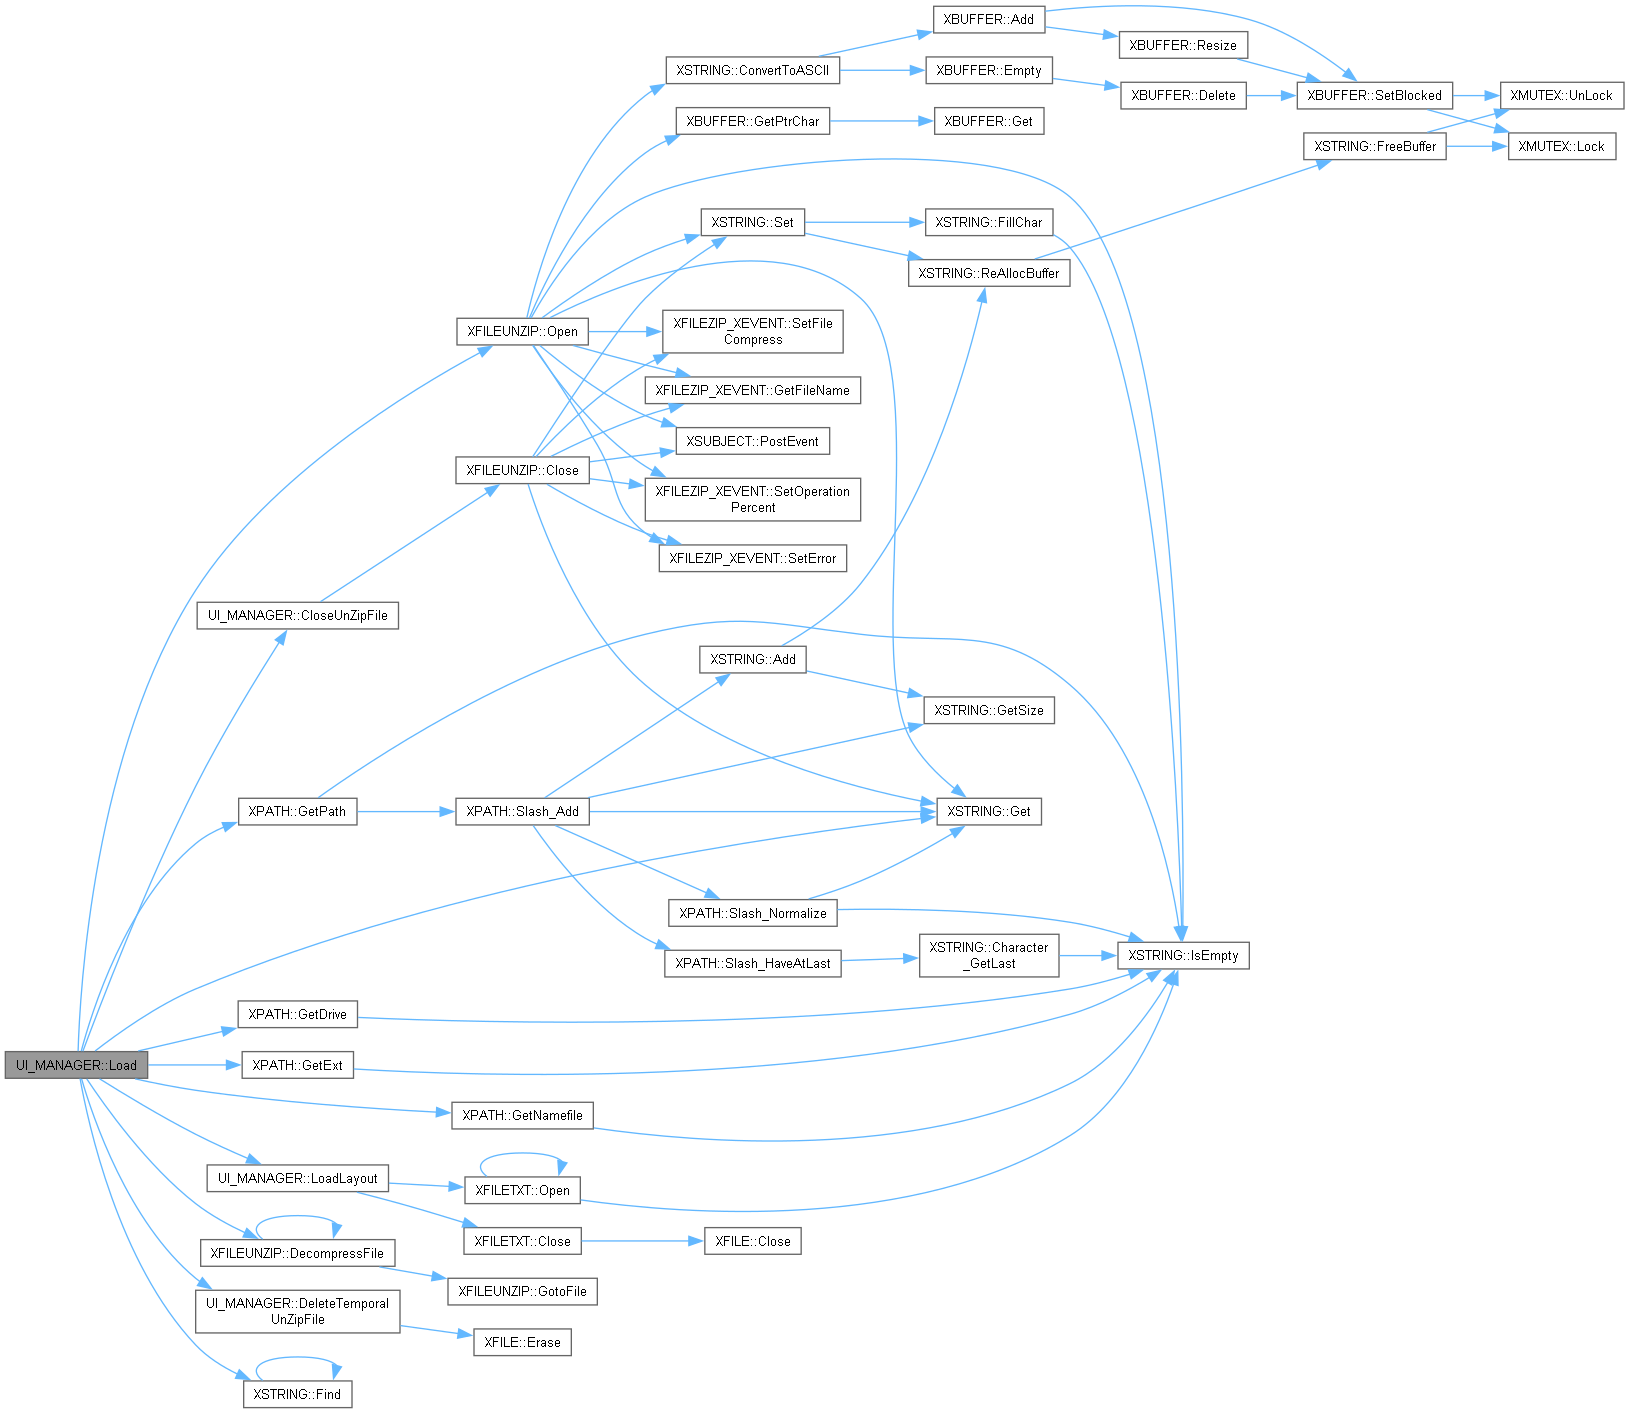 XBUFFER::Add
XBUFFER::Resize
XSTRING::ConvertToASCII
XBUFFER::Empty
XBUFFER::Delete
XBUFFER::SetBlocked
XMUTEX::UnLock
XBUFFER::GetPtrChar
XBUFFER::Get
XSTRING::FreeBuffer
XMUTEX::Lock
XSTRING::Set
XSTRING::FillChar
XSTRING::ReAllocBuffer
XFILEUNZIP::Open
XFILEZIP_XEVENT::SetFile
Compress
XFILEZIP_XEVENT::GetFileName
XSUBJECT::PostEvent
XFILEUNZIP::Close
XFILEZIP_XEVENT::SetOperation
Percent
XFILEZIP_XEVENT::SetError
UI_MANAGER::CloseUnZipFile
XSTRING::Add
XSTRING::GetSize
XPATH::GetPath
XPATH::Slash_Add
XSTRING::Get
XPATH::Slash_Normalize
XPATH::Slash_HaveAtLast
XSTRING::Character
_GetLast
XSTRING::IsEmpty
XPATH::GetDrive
UI_MANAGER::Load
XPATH::GetExt
XPATH::GetNamefile
UI_MANAGER::LoadLayout
XFILETXT::Open
XFILETXT::Close
XFILE::Close
XFILEUNZIP::DecompressFile
XFILEUNZIP::GotoFile
UI_MANAGER::DeleteTemporal
UnZipFile
XFILE::Erase
XSTRING::Find